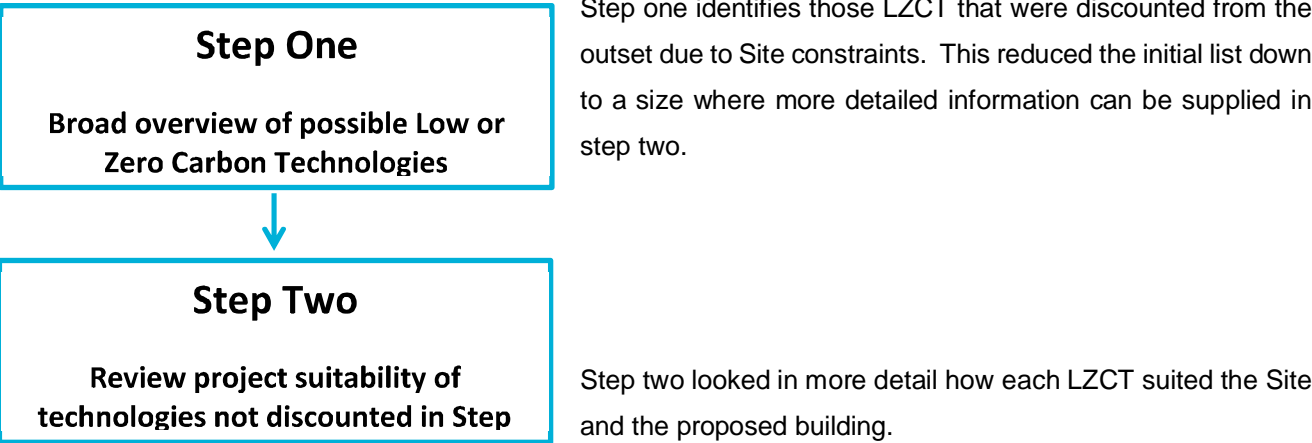 Step One
Broad overview of possible Low or
Zero Carbon Technologies
Step one identifies those LZCT that were discounted from the
outset due to Site constraints. This reduced the initial list down
to a size where more detailed information can be supplied in
step two.
Step Two
Review project suitability of
technologies not discounted in Step
Step two looked in more detail how each LZCT suited the Site
and the proposed building.